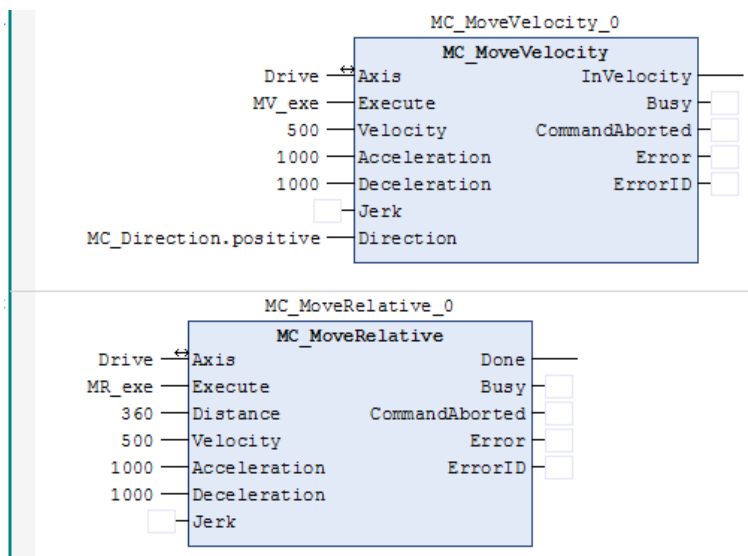 MC_MoveVelocity_0
MC_MoveVelocity
Drive Axis InVelocity
MV_exe Execute Busy
500 Velocity CommandAborted
1000 Acceleration Error
1000 Deceleration ErrorID
Jerk
MC_Direction.positive Direction
MC_MoveRelative_0
MC_MoveRelative
Drive Axis Done
MR_exe Execute Busy
360 Distance CommandAborted
500 Velocity Error
1000 Acceleration ErrorID
1000 Deceleration
Jerk